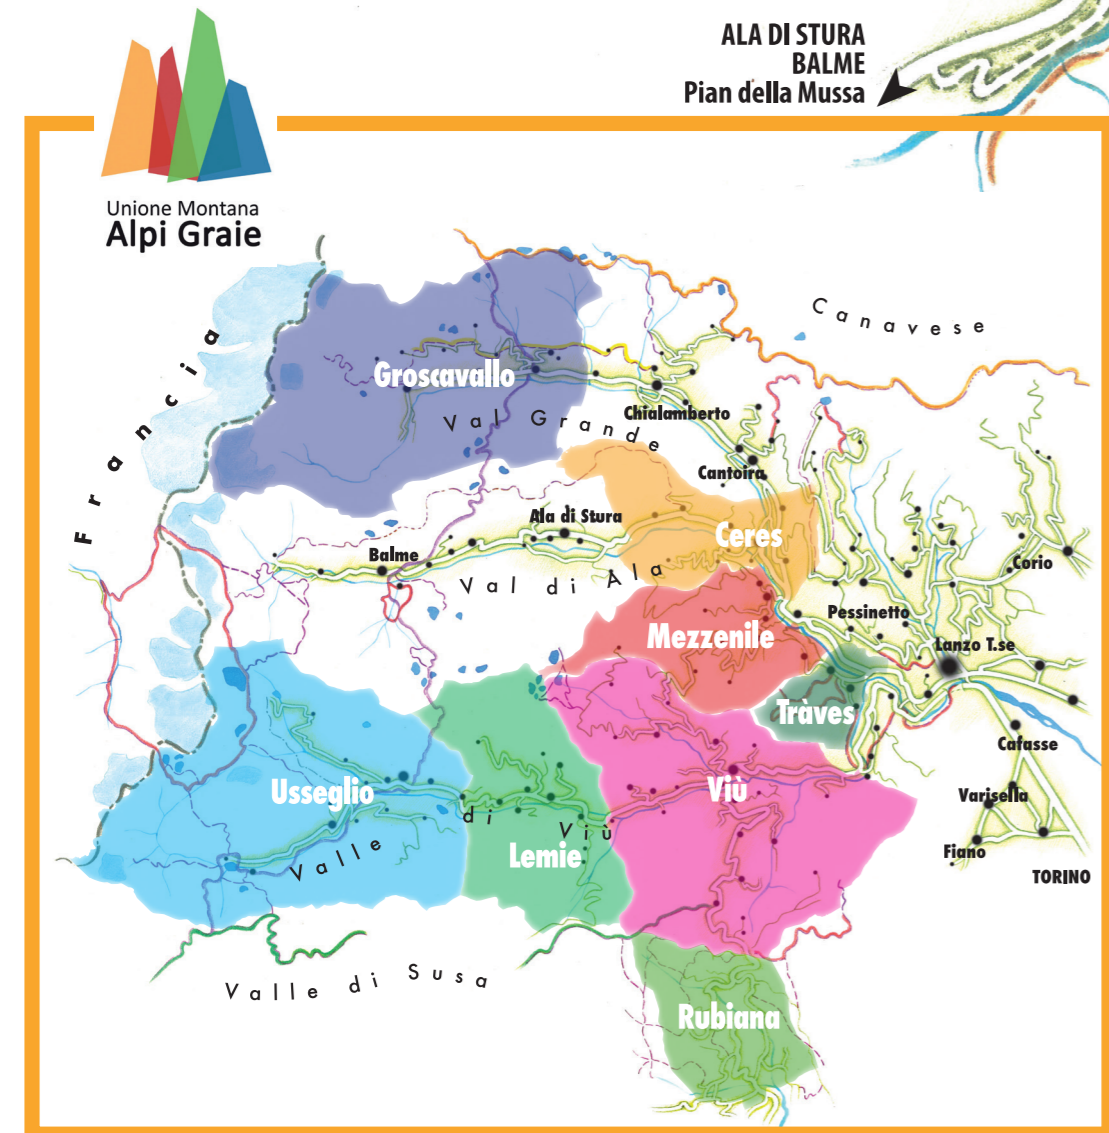 ALA DI STURA
BALME
Pian della Mussa
Unione Montana
Alpi Graie
Francia
Canavese
Groscavallo
Val Grande
Chialamberto
Cantoira
Ala di Stura
Ceres
Balme
Val di Àla
Corio
Pessinetto
Mezzenile
Lanzo T.se
Tràves
Cafasse
Usseglio
Viù
Varisella
Valle di Viù
Lemie
Fiano
TORINO
Valle di Susa
Rubiana